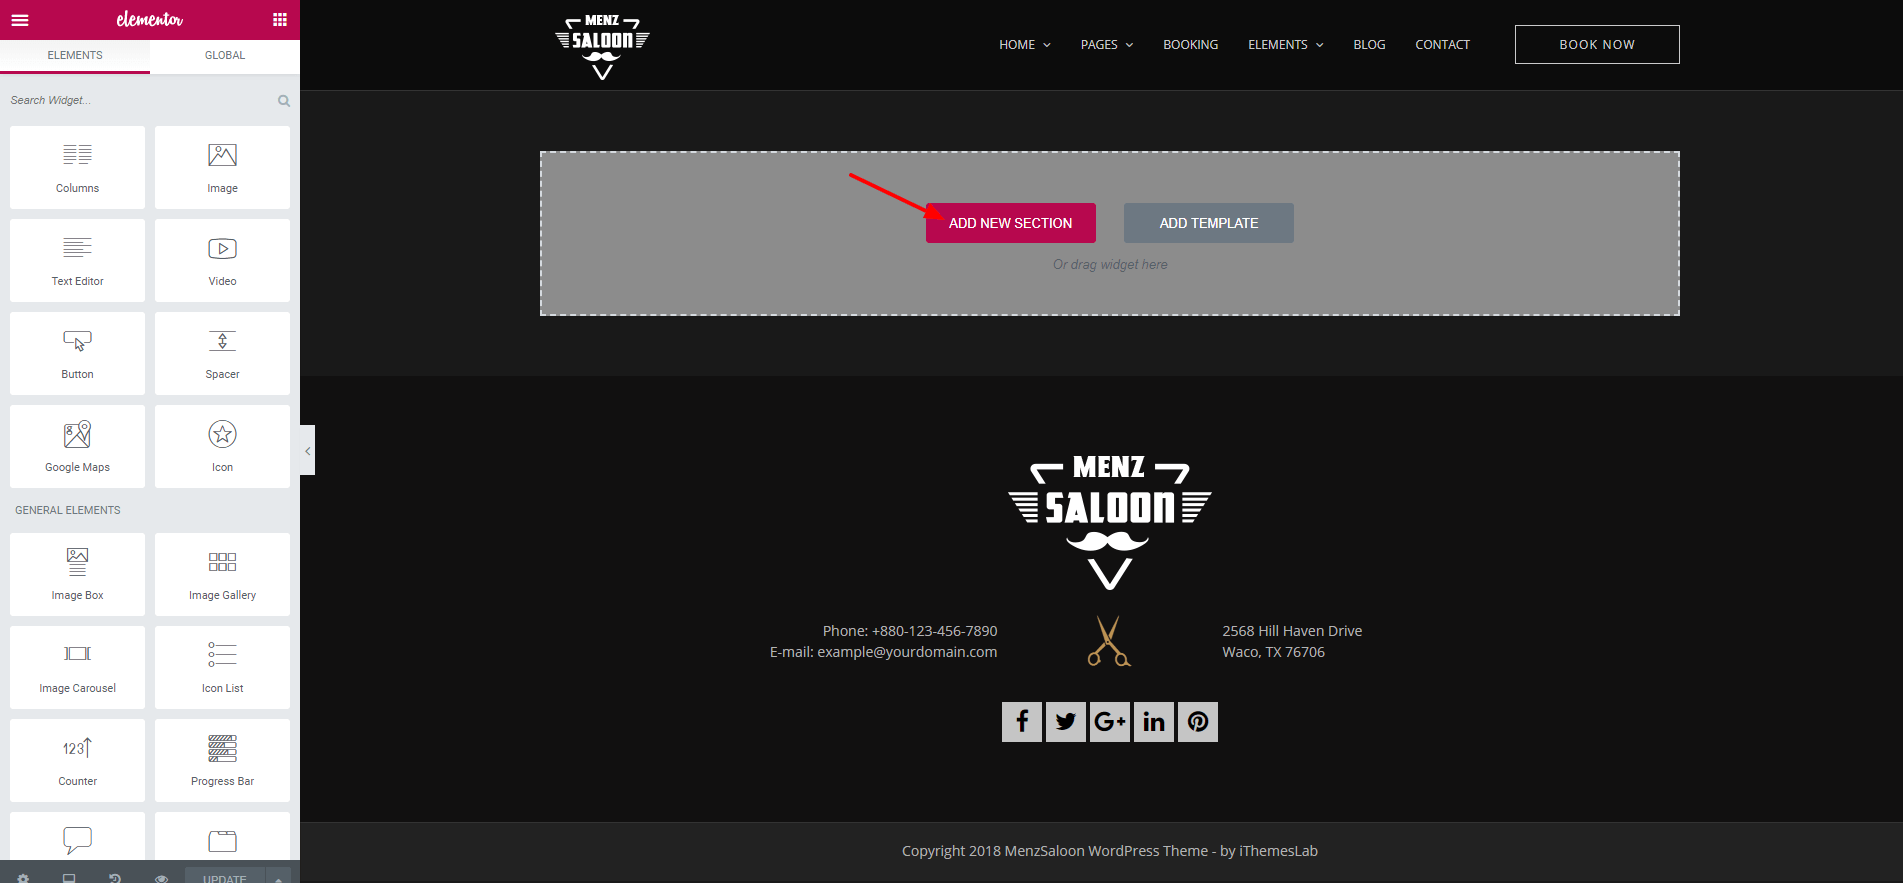 elementor
ELEMENTS
GLOBAL
Search Widget...
Columns
Image
Text Editor
Video
Button
Spacer
Google Maps
Icon
GENERAL ELEMENTS
Image Box
Image Gallery
Image Carousel
Icon List
123
Counter
Progress Bar
UPDATE
MENZ
SALOON
HOME
PAGES
BOOKING
ELEMENTS
BLOG
CONTACT
BOOK NOW
ADD NEW SECTION
ADD TEMPLATE
Or drag widget here
MENZ
SALOON
Phone: +880-123-456-7890
E-mail: example@yourdomain.com
2568 Hill Haven Drive
Waco, TX 76706
Copyright 2018 MenzSaloon WordPress Theme - by iThemesLab